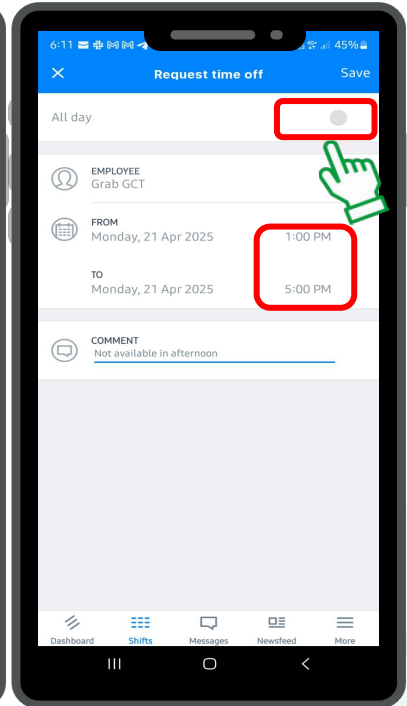 6:11 45%
Request time off Save
All day
EMPLOYEE
Grab GCT
FROM
Monday, 21 Apr 2025 1:00 PM
TO
Monday, 21 Apr 2025 5:00 PM
COMMENT
Not available in afternoon
Dashboard Shifts Messages Newsfeed More